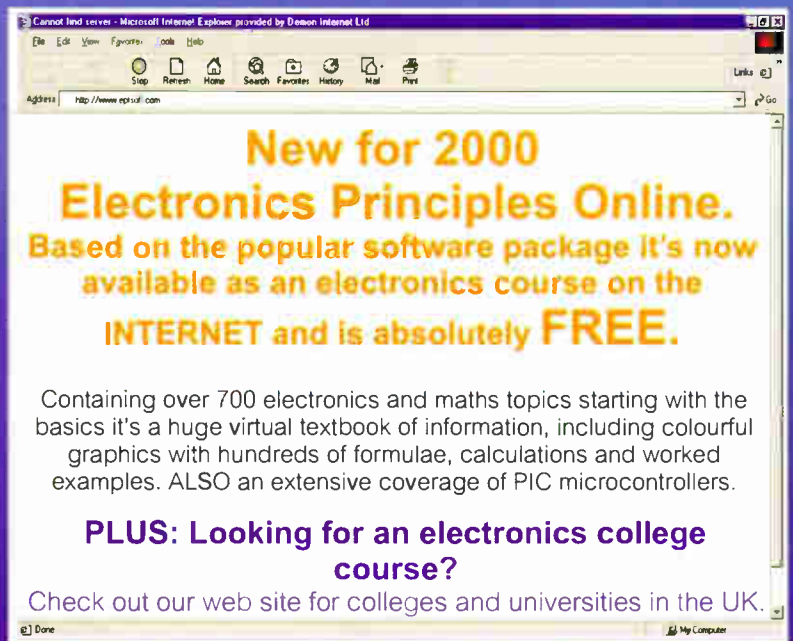 Cannot find server - Microsoft Internet Explorer provided by Demon Internet Ltd
File Edit View Favorites Tools Help
Stop Refresh Home Search Favorites History Mail Print
Links
Address http://www.eptsoft.com
Go
New for 2000
Electronics Principles Online.
Based on the popular software package it's now
available as an electronics course on the
INTERNET and is absolutely FREE.
Containing over 700 electronics and maths topics starting with the
basics it's a huge virtual textbook of information, including colourful
graphics with hundreds of formulae, calculations and worked
examples. ALSO an extensive coverage of PIC microcontrollers.
PLUS: Looking for an electronics college
course?
Check out our web site for colleges and universities in the UK.
Done My Computer